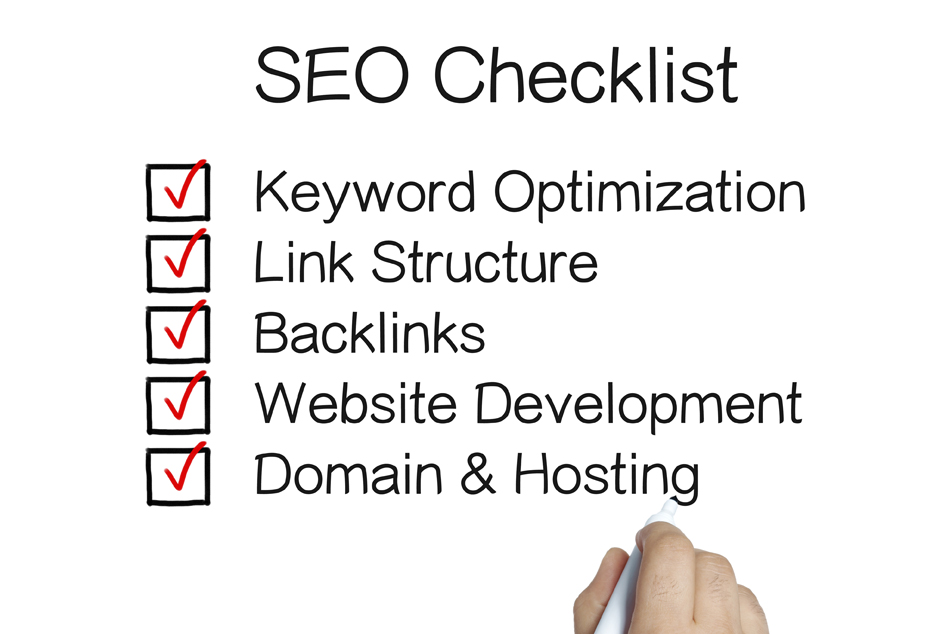 SEO Checklist
Keyword Optimization
Link Structure
Backlinks
Website Development
Domain & Hosting